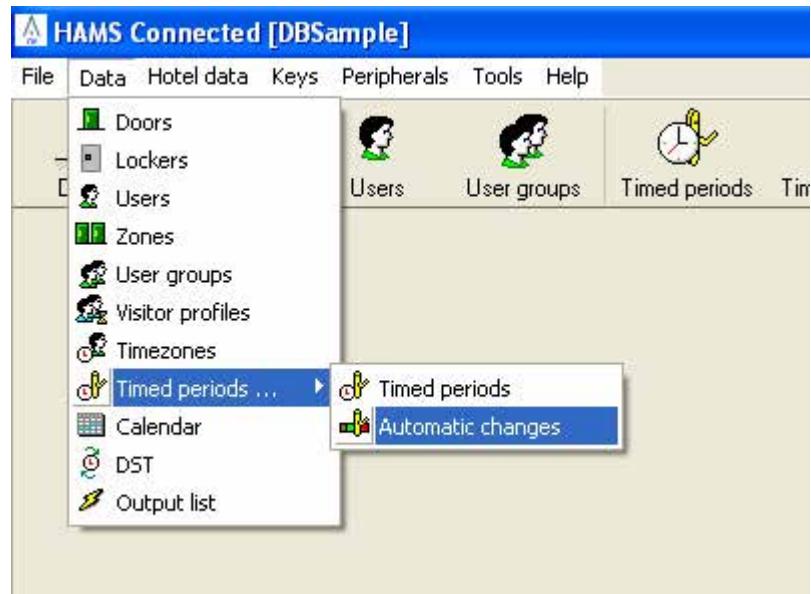 HAMS Connected [DBSample]
File Data Hotel data Keys Peripherals Tools Help
Doors
Lockers
Users
Zones
User groups
Visitor profiles
Timezones
Timed periods ...
Calendar
DST
Output list
Timed periods
Automatic changes
D Users User groups Timed periods Tim